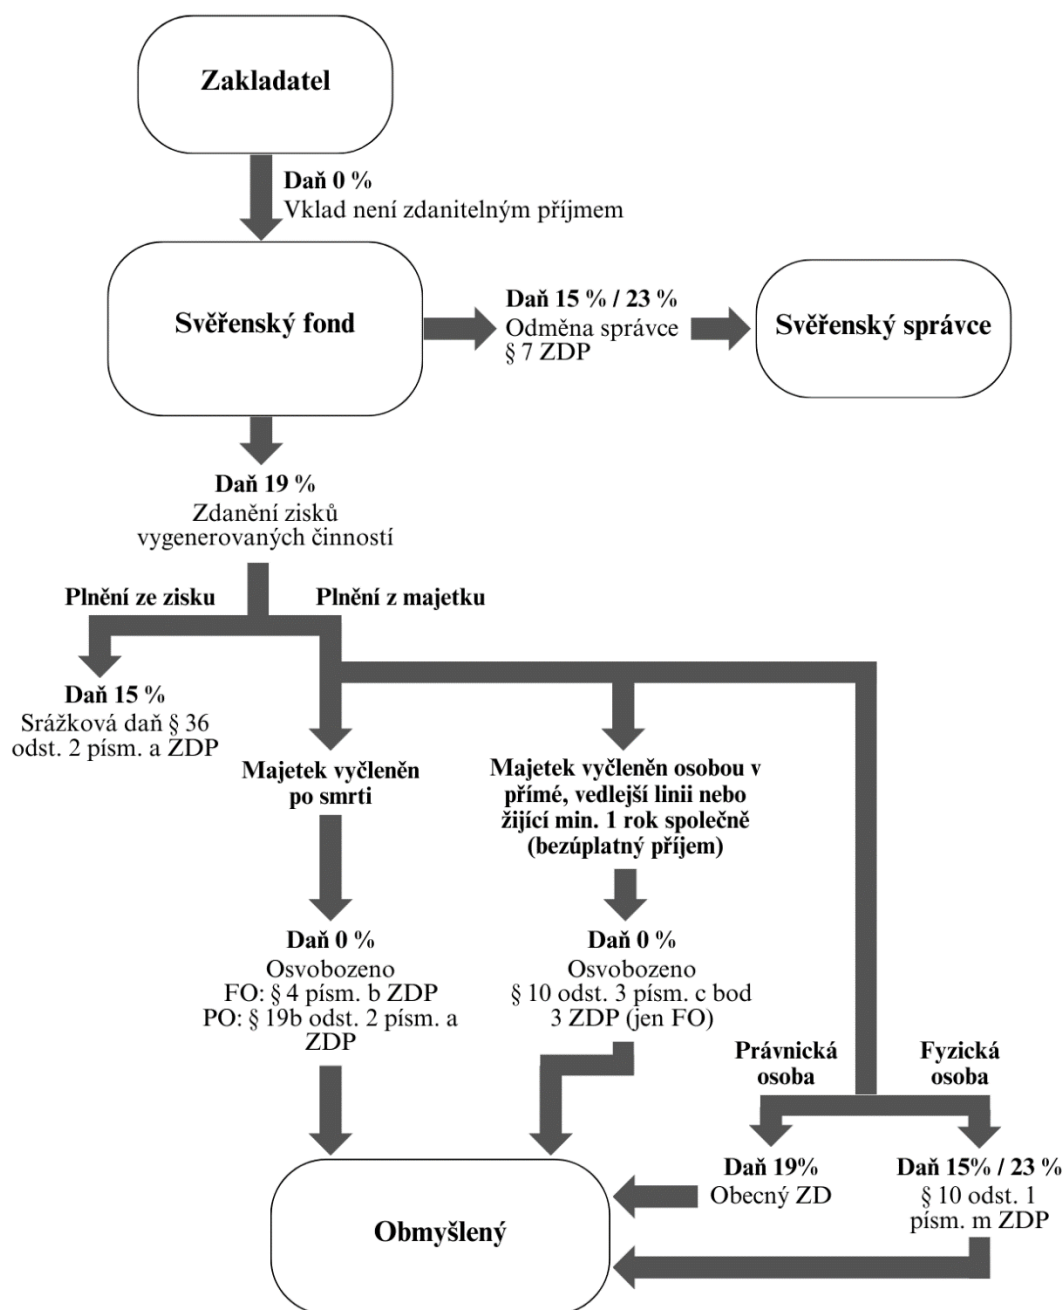 Zakladatel
Daň 0 %
Vklad není zdanitelným příjmem
Svěřenský fond
Daň 15 % / 23 %
Odměna správce
§ 7 ZDP
Svěřenský správce
Daň 19 %
Zdanění zisků
vygenerovaných činností
Plnění ze zisku
Plnění z majetku
Daň 15 %
Srážková daň § 36
odst. 2 písm. a ZDP
Majetek vyčleněn
po smrti
Majetek vyčleněn osobou v
přímé, vedlejší linii nebo
žijící min. 1 rok společně
(bezúplatný příjem)
Daň 0 %
Osvobozeno
FO: § 4 písm. b ZDP
PO: § 19b odst. 2 písm. a
ZDP
Daň 0 %
Osvobozeno
§ 10 odst. 3 písm. c bod
3 ZDP (jen FO)
Právnická
osoba
Fyzická
osoba
Daň 19%
Obecný ZD
Daň 15% / 23 %
§ 10 odst. 1
písm. m ZDP
Obmyšlený